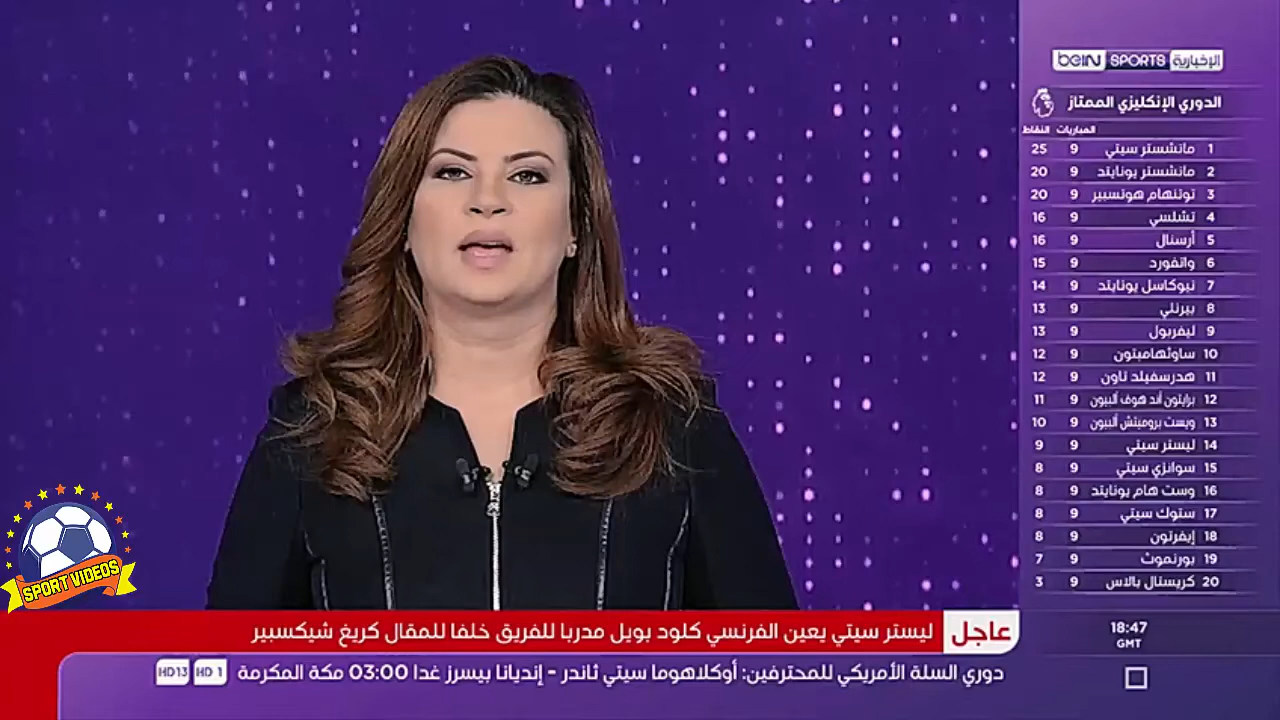 beIN SPORTS الإخبارية
الدوري الإنكليزي الممتاز
المباريات النقاط
1 مانشستر سيتي 9 25
2 مانشستر يونايتد 9 20
3 توتنهام هوتسبير 9 20
4 تشلسي 9 16
5 أرسنال 9 16
6 واتفورد 9 15
7 نيوكاسل يونايتد 9 14
8 بيرنلي 9 13
9 ليفربول 9 13
10 ساوثهامبتون 9 12
11 هدرسفيلد تاون 9 12
12 برايتون أند هوف ألبيون 9 11
13 ويست بروميتش ألبيون 9 10
14 ليستر سيتي 9 9
15 سوانزي سيتي 9 8
16 وست هام يونايتد 9 8
17 ستوك سيتي 9 8
18 إيفرتون 9 8
19 بورنموث 9 7
20 كريستال بالاس 9 3
SPORT VIDEOS
عاجل ليستر سيتي يعين الفرنسي كلود بويل مدربا للفريق خلفا للمقال كريغ شيكسبير
18:47
GMT
دوري السلة الأمريكي للمحترفين: أوكلاهوما سيتي ثاندر - إنديانا بيسرز غدا 03:00 مكة المكرمة HD 1 HD13